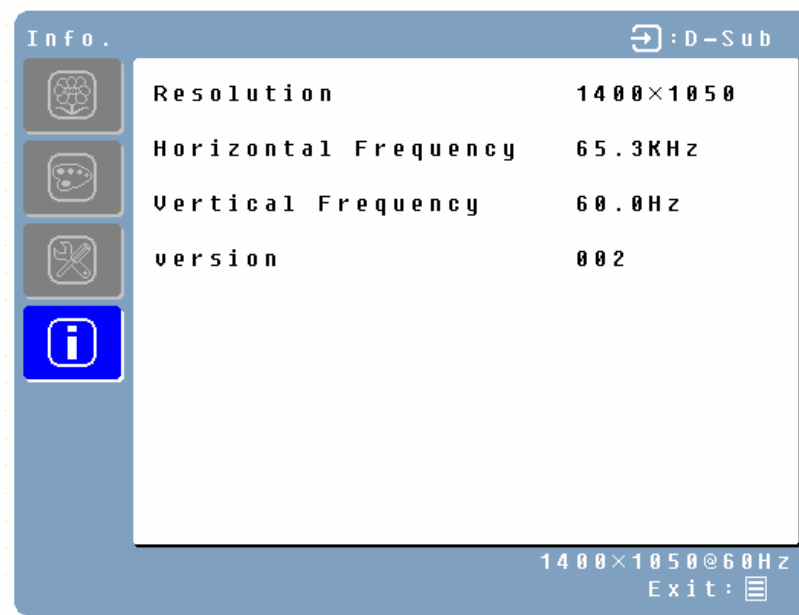 Info. :D-Sub
Resolution 1400×1050
Horizontal Frequency 65.3KHz
Vertical Frequency 60.0Hz
version 002
1400×1050@60Hz
Exit: